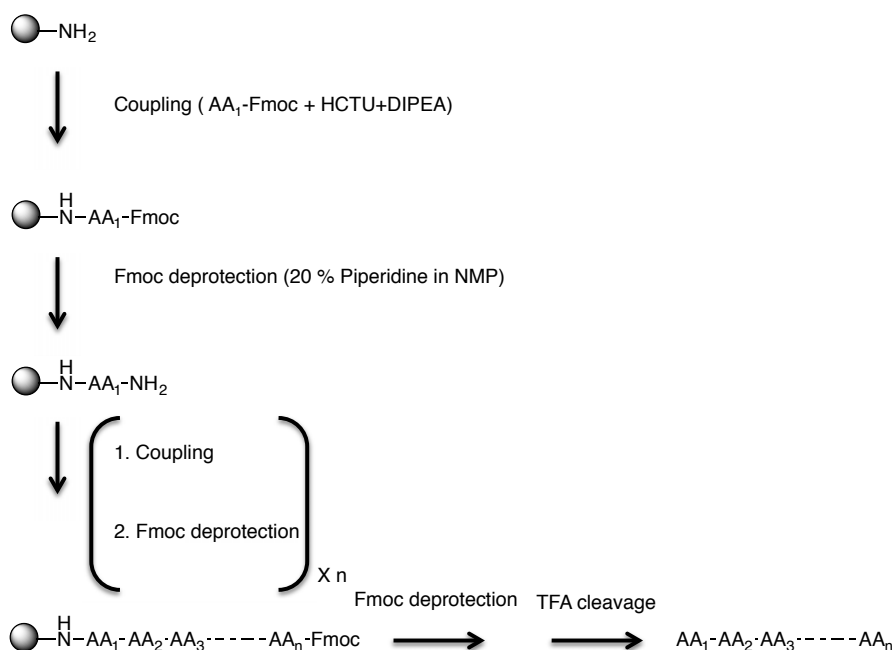 NH₂
Coupling ( AA₁-Fmoc + HCTU+DIPEA)
H
N-AA₁-Fmoc
Fmoc deprotection (20 % Piperidine in NMP)
H
N-AA₁-NH₂
1. Coupling
2. Fmoc deprotection
X n
Fmoc deprotection TFA cleavage
H
N-AA₁-AA₂·AA₃-----AAₙ-Fmoc AA₁-AA₂·AA₃-----AAₙ